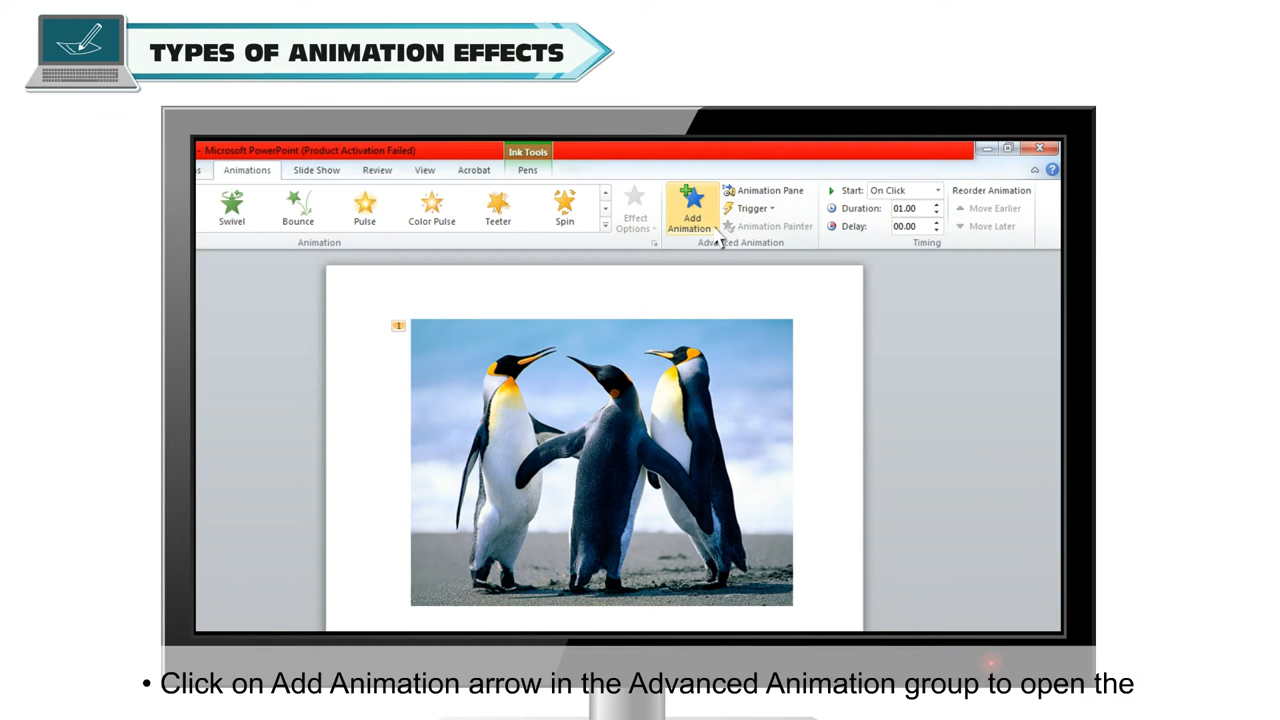 TYPES OF ANIMATION EFFECTS
- Microsoft PowerPoint (Product Activation Failed)
Ink Tools
s Animations Slide Show Review View Acrobat Pens
Swivel Bounce Pulse Color Pulse Teeter Spin
Effect Options
Add Animation
Animation Pane
Trigger
Animation Painter
Start: On Click
Duration: 01.00
Delay: 00.00
Reorder Animation
Move Earlier
Move Later
Animation Advanced Animation Timing
1
• Click on Add Animation arrow in the Advanced Animation group to open the